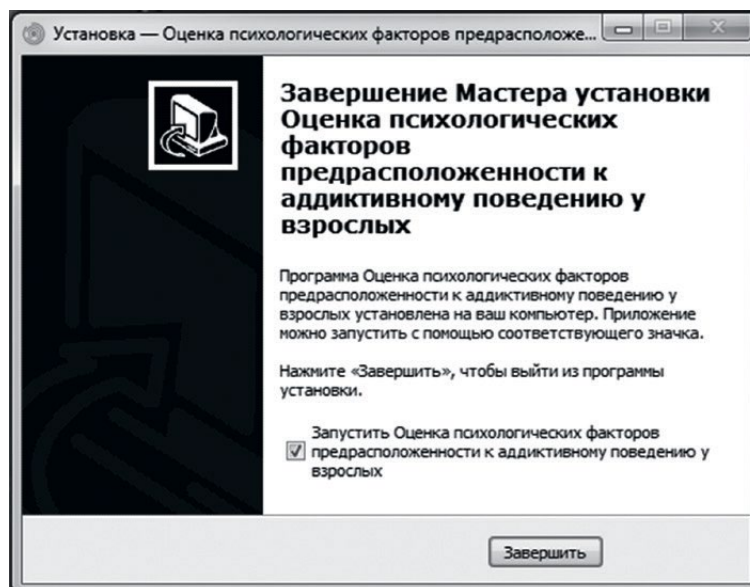 Установка — Оценка психологических факторов предрасположе...
Завершение Мастера установки
Оценка психологических
факторов
предрасположенности к
аддиктивному поведению у
взрослых
Программа Оценка психологических факторов
предрасположенности к аддиктивному поведению у
взрослых установлена на ваш компьютер. Приложение
можно запустить с помощью соответствующего значка.
Нажмите «Завершить», чтобы выйти из программы
установки.
Запустить Оценка психологических факторов
предрасположенности к аддиктивному поведению у
взрослых
Завершить